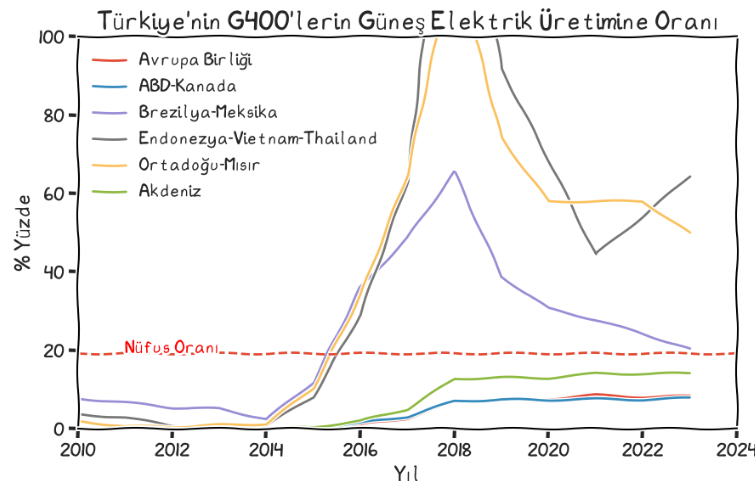 Türkiye'nin G400'lerin Güneş Elektrik Üretimine Oranı
100
80
60
40
20
0
% Yüzde
Avrupa Birliği
ABD-Kanada
Brezilya-Meksika
Endonezya-Vietnam-Thailand
Ortadoğu-Mısır
Akdeniz
Nüfus Oranı
2010 2012 2014 2016 2018 2020 2022 2024
Yıl